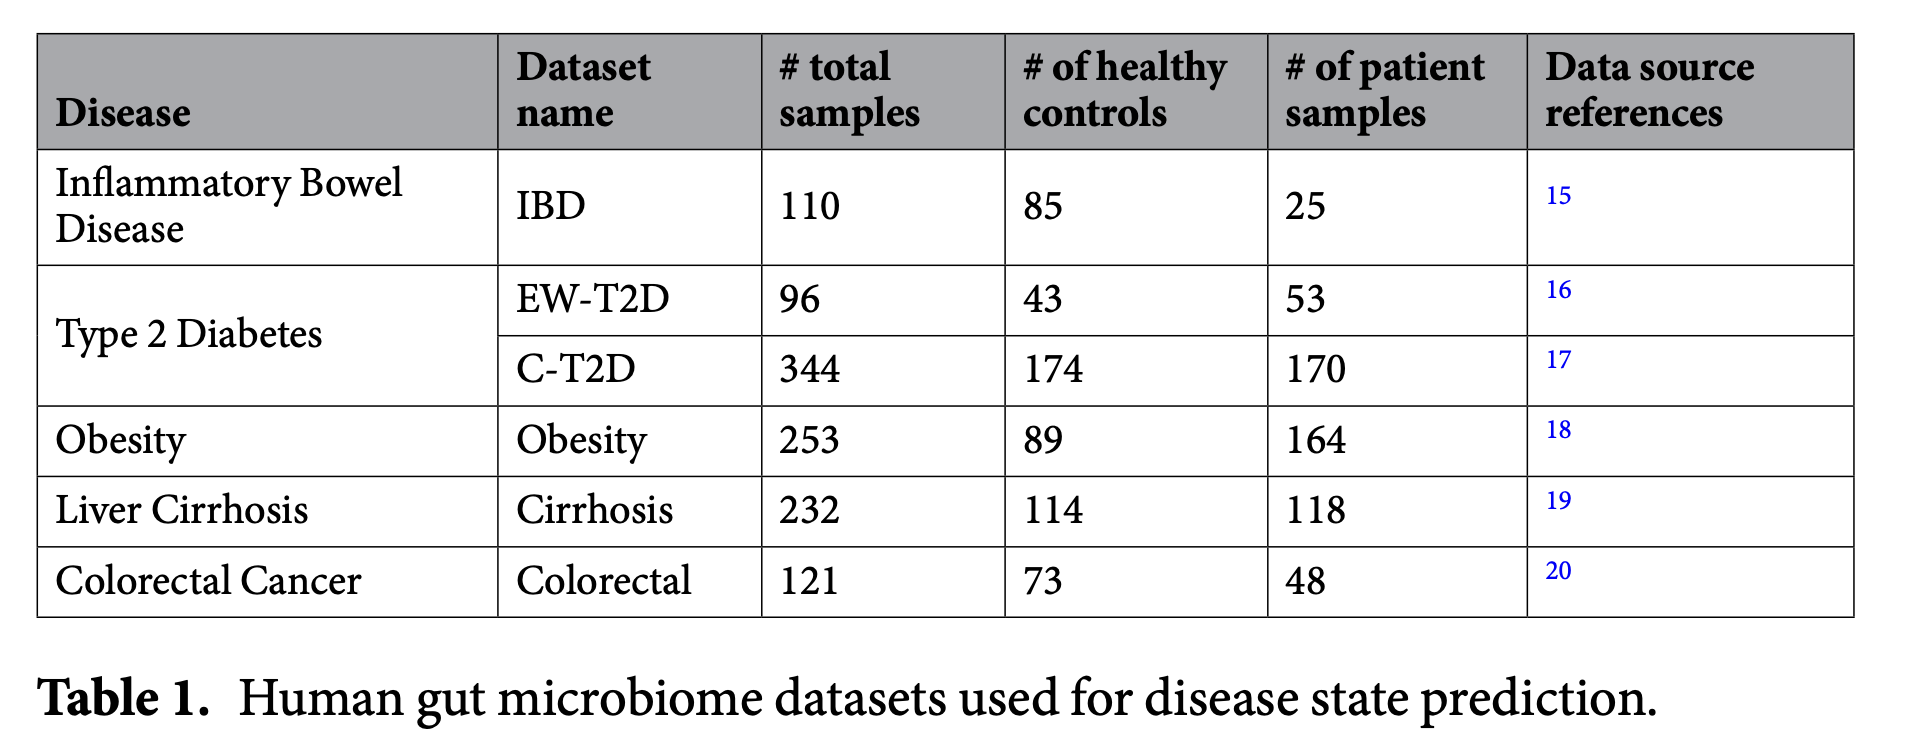 Disease | Dataset name | # total samples | # of healthy controls | # of patient samples | Data source references
Inflammatory Bowel Disease | IBD | 110 | 85 | 25 | 15
Type 2 Diabetes | EW-T2D | 96 | 43 | 53 | 16
C-T2D | 344 | 174 | 170 | 17
Obesity | Obesity | 253 | 89 | 164 | 18
Liver Cirrhosis | Cirrhosis | 232 | 114 | 118 | 19
Colorectal Cancer | Colorectal | 121 | 73 | 48 | 20
Table 1. Human gut microbiome datasets used for disease state prediction.